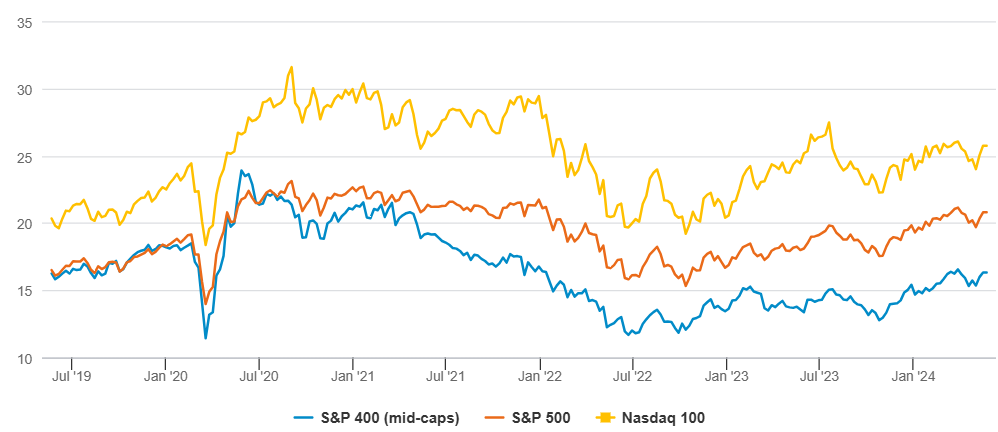 35
30
25
20
15
10
Jul '19
Jan '20
Jul '20
Jan '21
Jul '21
Jan '22
Jul '22
Jan '23
Jul '23
Jan '24
S&P 400 (mid-caps)
S&P 500
Nasdaq 100